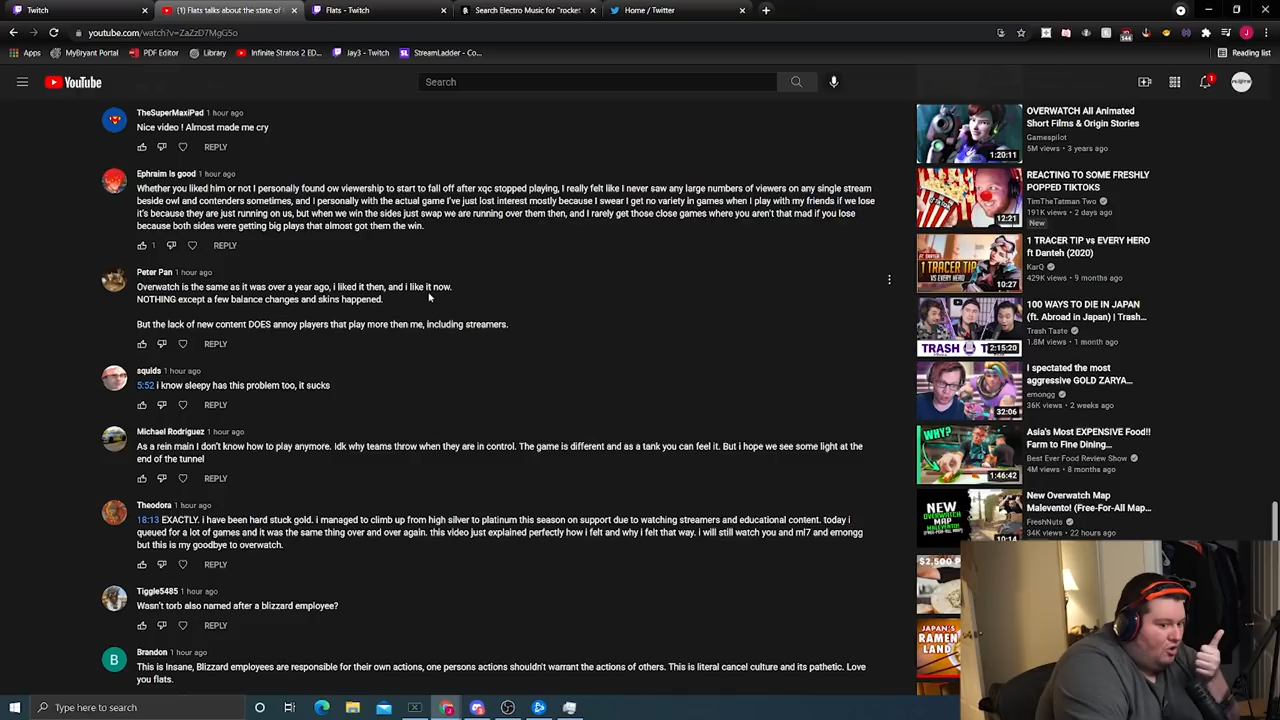 Twitch
(1) Flats talks about the state of
Flats - Twitch
Search Electro Music for "rocket
Home / Twitter
youtube.com/watch?v=ZaZzD7MgG5o
Apps
MyBryant Portal
PDF Editor
Library
Infinite Stratos 2 ED...
Jay3 - Twitch
StreamLadder - Co...
Reading list
YouTube
Search
TheSuperMaxiPad 1 hour ago
Nice video ! Almost made me cry
REPLY
Ephraim Is good 1 hour ago
Whether you liked him or not I personally found ow viewership to start to fall off after xqc stopped playing, I really felt like I never saw any large numbers of viewers on any single stream
beside owl and contenders sometimes, and I personally with the actual game I've just lost interest mostly because I swear I get no variety in games when I play with my friends if we lose
it's because they are just running on us, but when we win the sides just swap we are running over them then, and I rarely get those close games where you aren't that mad if you lose
because both sides were getting big plays that almost got them the win.
1
REPLY
Peter Pan 1 hour ago
Overwatch is the same as it was over a year ago, i liked it then, and i like it now.
NOTHING except a few balance changes and skins happened.
But the lack of new content DOES annoy players that play more then me, including streamers.
REPLY
squids 1 hour ago
5:52 i know sleepy has this problem too, it sucks
REPLY
Michael Rodriguez 1 hour ago
As a rein main I don't know how to play anymore. Idk why teams throw when they are in control. The game is different and as a tank you can feel it. But i hope we see some light at the
end of the tunnel
REPLY
Theodora 1 hour ago
18:13 EXACTLY. i have been hard stuck gold. i managed to climb up from high silver to platinum this season on support due to watching streamers and educational content. today i
queued for a lot of games and it was the same thing over and over again. this video just explained perfectly how i felt and why i felt that way. i will still watch you and ml7 and emongg
but this is my goodbye to overwatch.
REPLY
Tiggle5485 1 hour ago
Wasn't torb also named after a blizzard employee?
REPLY
Brandon 1 hour ago
This is Insane, Blizzard employees are responsible for their own actions, one persons actions shouldn't warrant the actions of others. This is literal cancel culture and its pathetic. Love
you flats.
B
OVERWATCH All Animated
Short Films & Origin Stories
Gamespilot
5M views • 3 years ago
1:20:11
REACTING TO SOME FRESHLY
POPPED TIKTOKS
TimTheTatman Two
191K views • 2 days ago
New
12:21
1 TRACER TIP vs EVERY HERO
ft Danteh (2020)
KarQ
429K views • 9 months ago
1 TRACER TIP
VS EVERY HERO
10:27
100 WAYS TO DIE IN JAPAN
(ft. Abroad in Japan) | Trash...
Trash Taste
1.8M views • 1 month ago
TRASH
2:15:20
I spectated the most
aggressive GOLD ZARYA...
emongg
36K views • 2 weeks ago
32:06
Asia's Most EXPENSIVE Food!!
Farm to Fine Dining...
Best Ever Food Review Show
4M views • 8 months ago
WHY?
1:46:42
New Overwatch Map
Malevento! (Free-For-All Map...
FreshNuts
34K views • 22 hours ago
NEW
OVERWATCH
MAP
10:14
$2,500
JAPAN'S
RAMEN
LAND
Type here to search